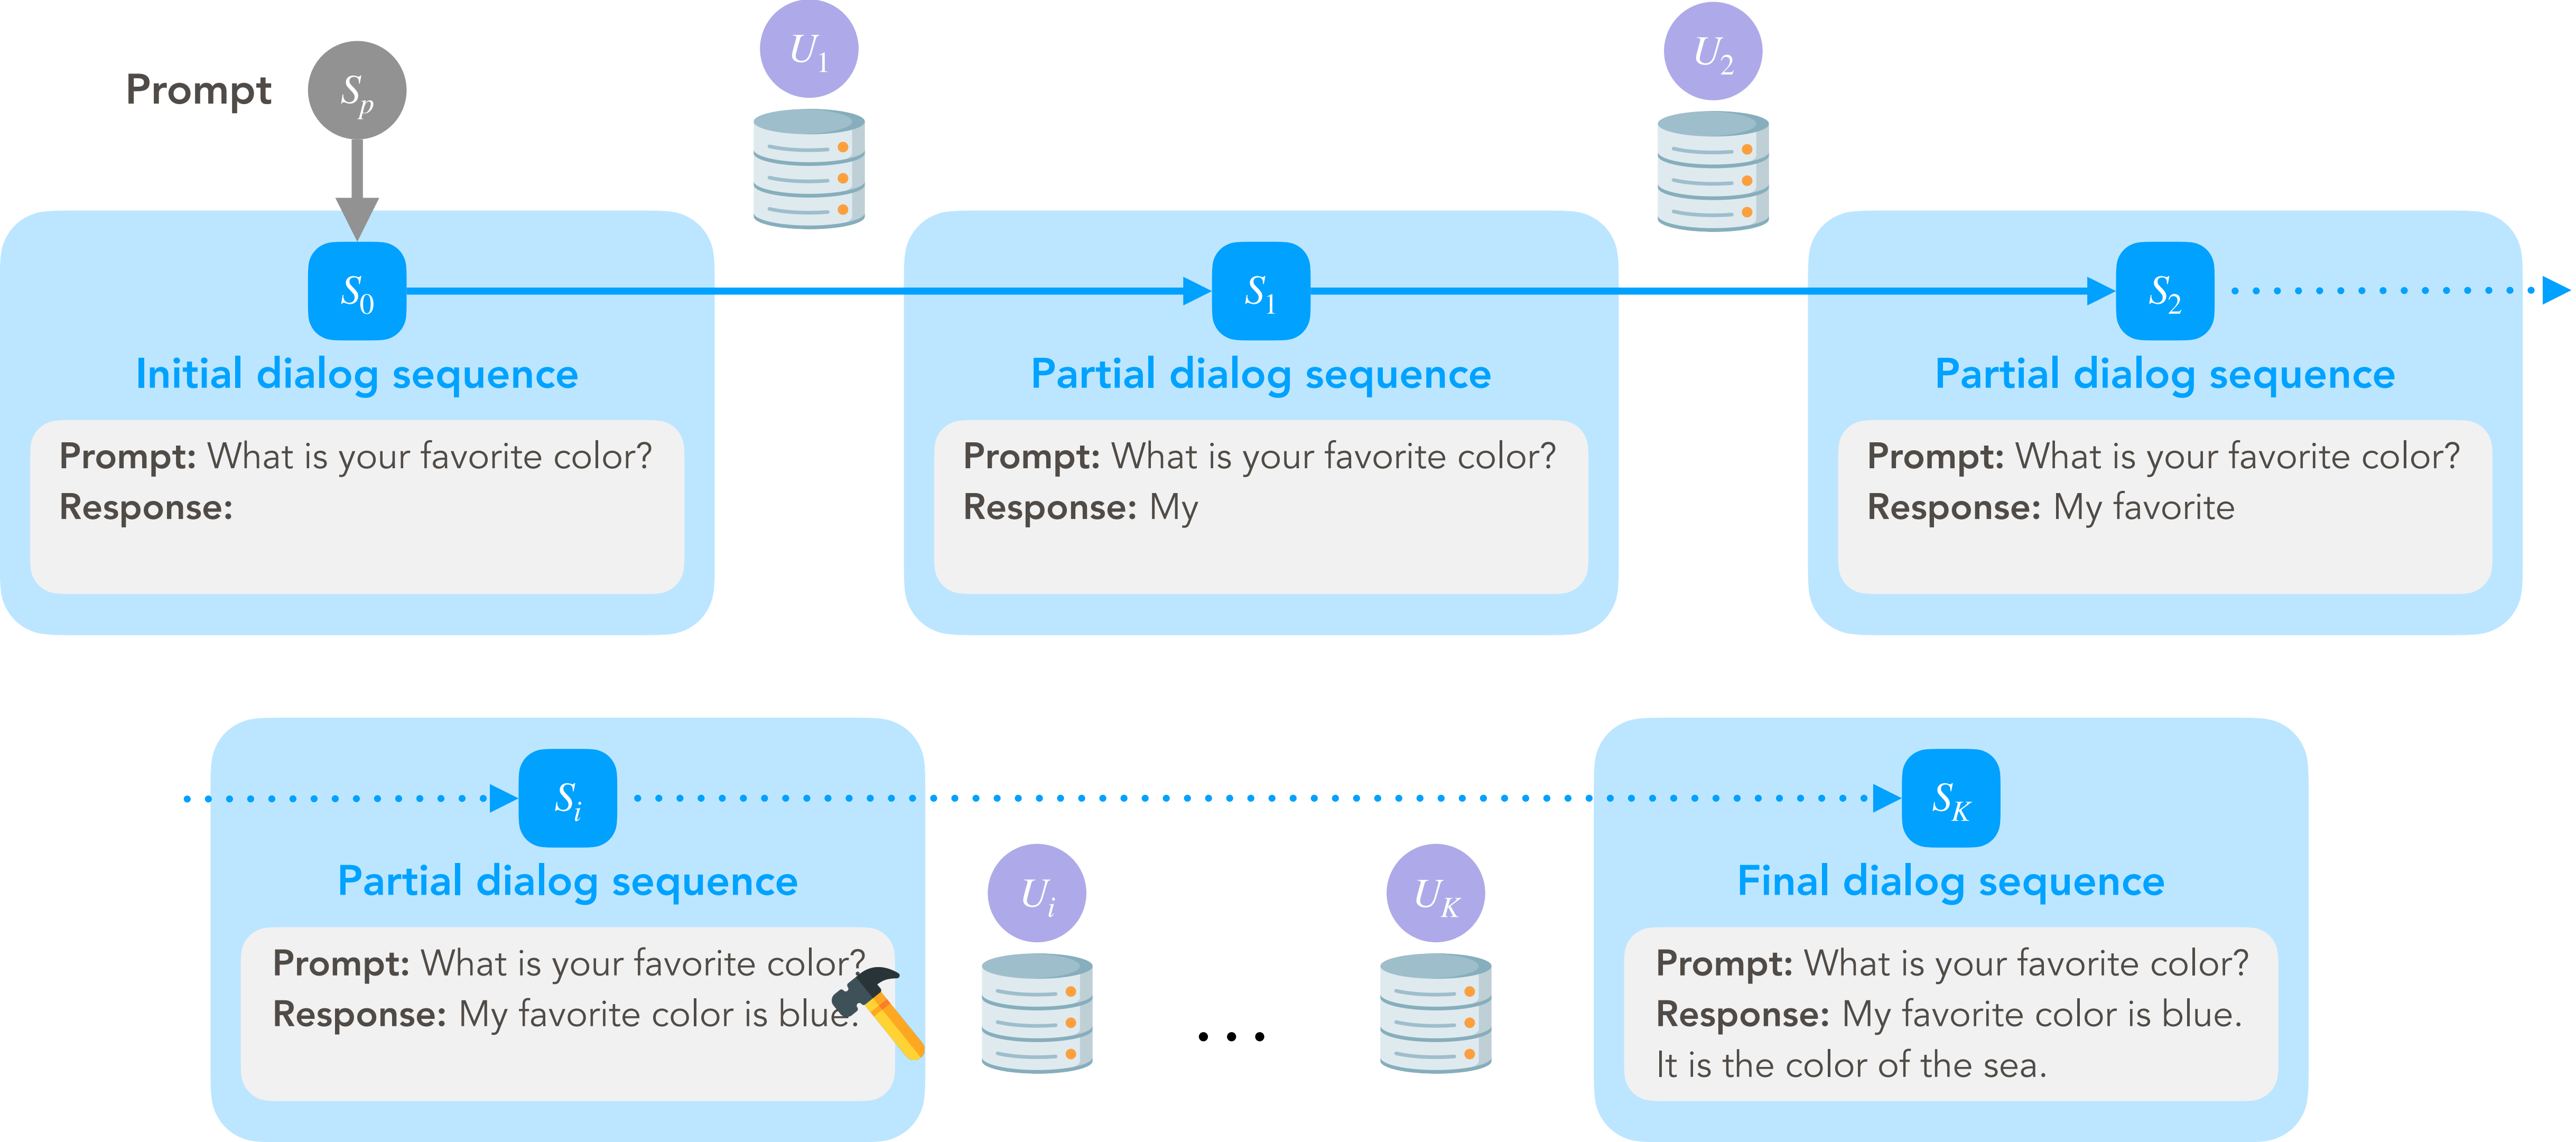 Prompt
S_p
U_1
U_2
S_0
S_1
S_2
Initial dialog sequence
Partial dialog sequence
Partial dialog sequence
Prompt: What is your favorite color?
Response:
Prompt: What is your favorite color?
Response: My
Prompt: What is your favorite color?
Response: My favorite
S_i
S_K
Partial dialog sequence
Final dialog sequence
U_i
U_K
Prompt: What is your favorite color?
Response: My favorite color is blue.
...
Prompt: What is your favorite color?
Response: My favorite color is blue.
It is the color of the sea.